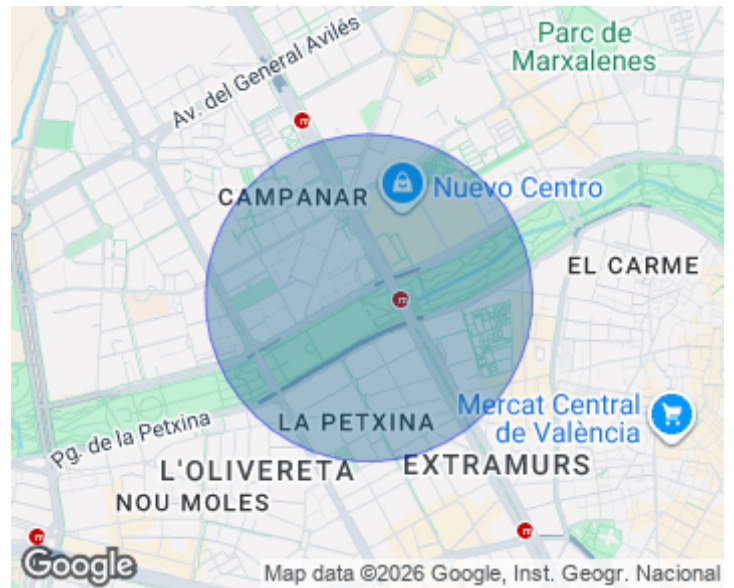 Parc de
Marxalenes
Av. del General Avilés
CAMPANAR
Nuevo Centro
EL CARME
LA PETXINA
Mercat Central
de València
Pg. de la Petxina
L'OLIVERETA
EXTRAMURS
NOU MOLES
Google
Map data ©2026 Google, Inst. Geogr. Nacional